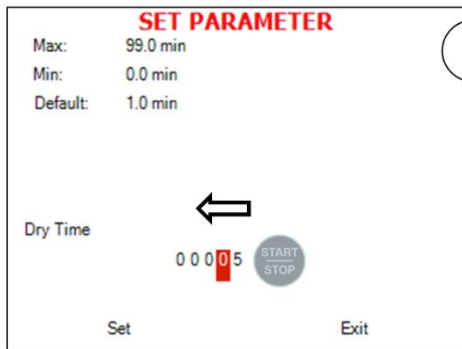 SET PARAMETER
Max: 99.0 min
Min: 0.0 min
Default: 1.0 min
Dry Time
0 0 0 0 5
START
STOP
Set Exit